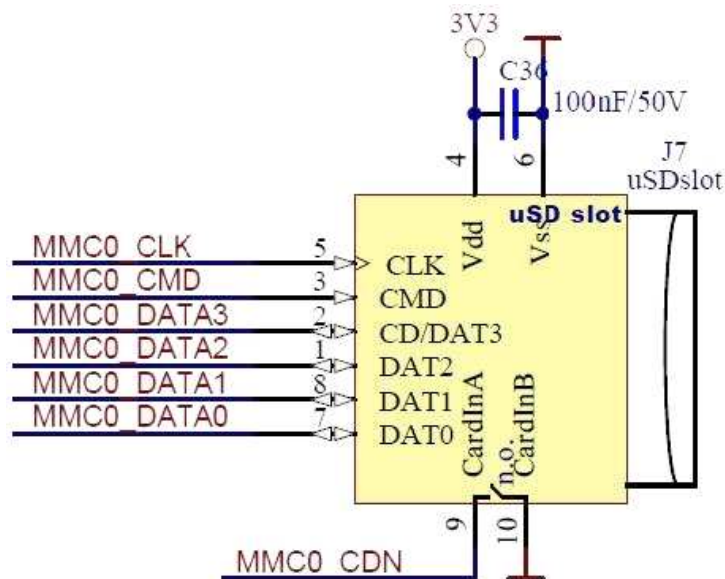 3V3
C36
100nF/50V
4
6
J7
uSDslot
uSD slot
Vdd
Vss
MMC0_CLK 5 CLK
MMC0_CMD 3 CMD
MMC0_DATA3 2 CD/DAT3
MMC0_DATA2 1 DAT2
MMC0_DATA1 8 DAT1
MMC0_DATA0 7 DAT0
CardInA
n.o.
CardInB
9
10
MMC0_CDN